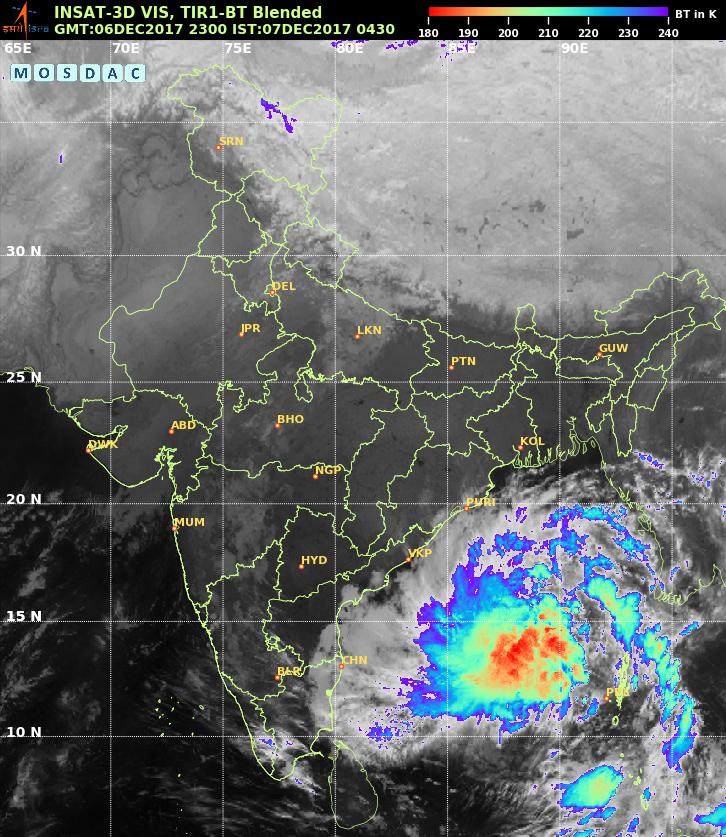 INSAT-3D VIS, TIR1-BT Blended
GMT:06DEC2017 2300 IST:07DEC2017 0430
BT in K
180 190 200 210 220 230 240
65E 70E 75E 80E 85E 90E
MOSDAC
SRN
30 N
DEL
JPR
LKN
GUW
PTN
25 N
BHO
ABD
KOL
DWK
NGP
20 N
PURI
MUM
VKP
HYD
15 N
CHN
BLR
10 N